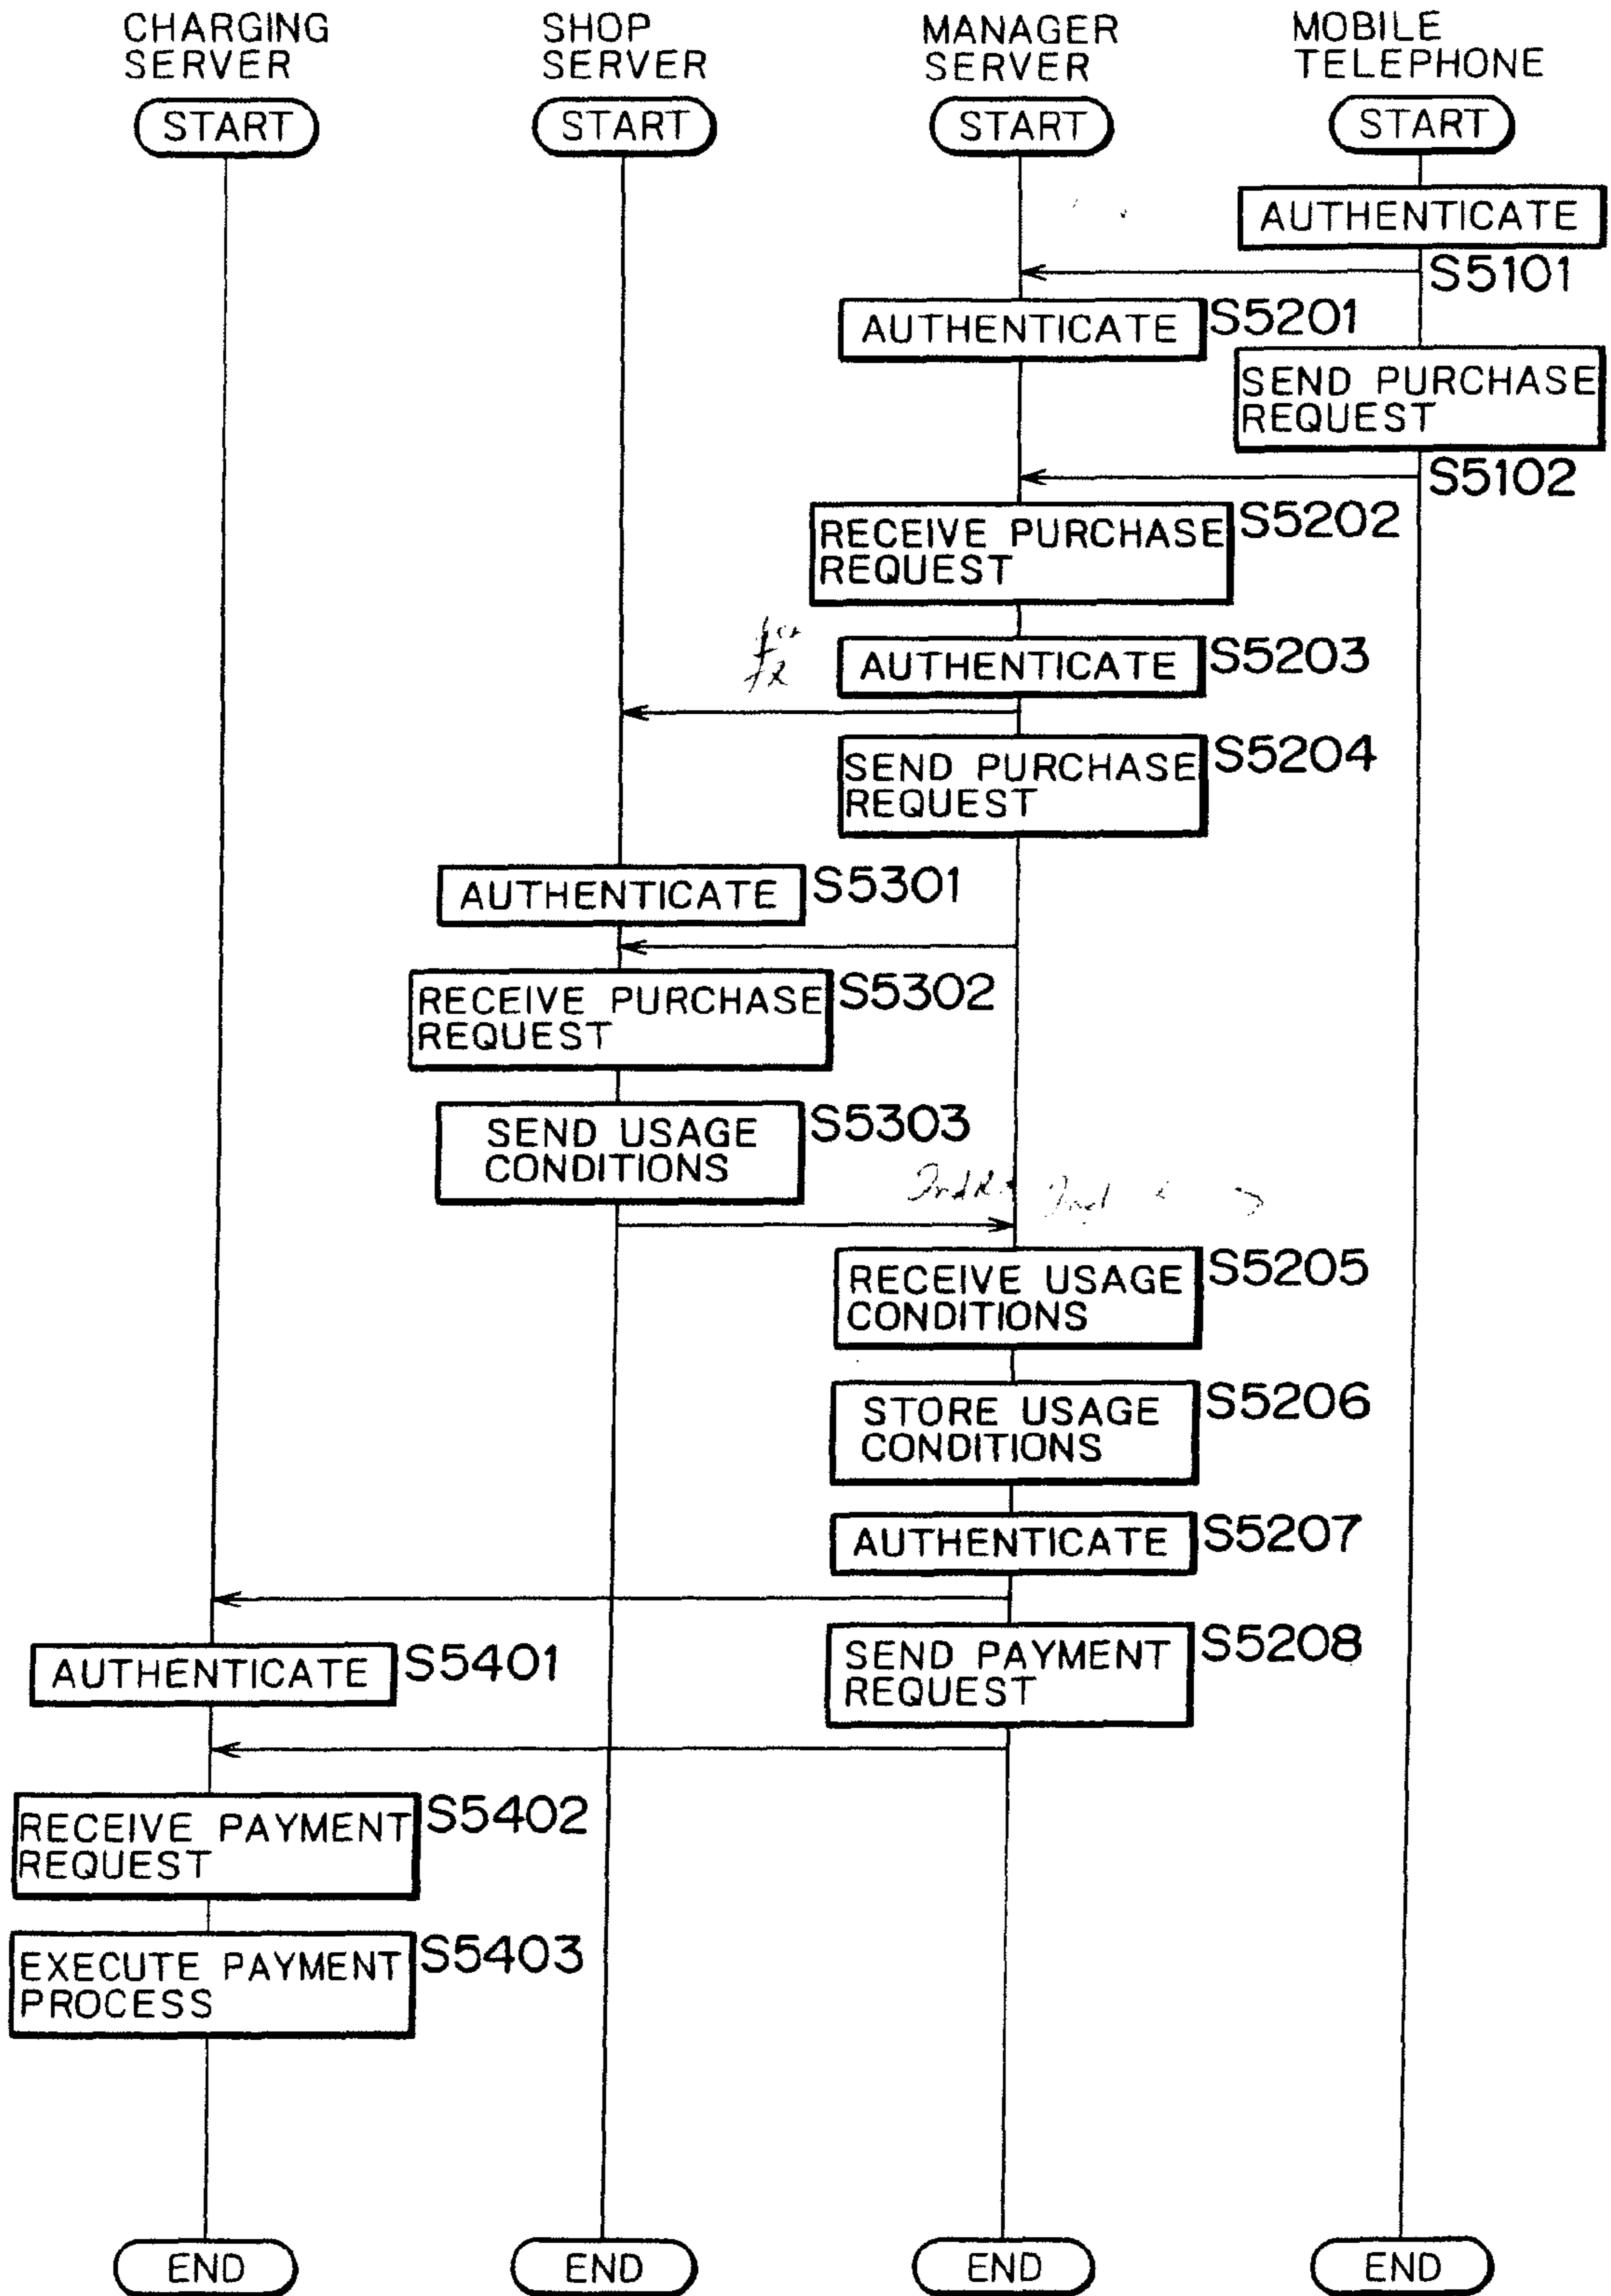 CHARGING
SERVER
SHOP
SERVER
MANAGER
SERVER
MOBILE
TELEPHONE
START
START
START
START
AUTHENTICATE
S5101
AUTHENTICATE
S5201
SEND PURCHASE
REQUEST
S5102
RECEIVE PURCHASE
REQUEST
S5202
AUTHENTICATE
S5203
SEND PURCHASE
REQUEST
S5204
AUTHENTICATE
S5301
RECEIVE PURCHASE
REQUEST
S5302
SEND USAGE
CONDITIONS
S5303
RECEIVE USAGE
CONDITIONS
S5205
STORE USAGE
CONDITIONS
S5206
AUTHENTICATE
S5207
AUTHENTICATE
S5401
SEND PAYMENT
REQUEST
S5208
RECEIVE PAYMENT
REQUEST
S5402
EXECUTE PAYMENT
PROCESS
S5403
END
END
END
END